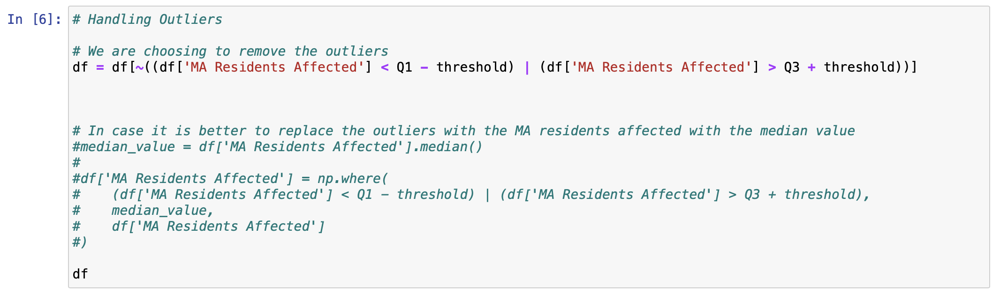 In [6]:
# Handling Outliers
# We are choosing to remove the outliers
df = df[~((df['MA Residents Affected'] < Q1 - threshold) | (df['MA Residents Affected'] > Q3 + threshold))]
# In case it is better to replace the outliers with the MA residents affected with the median value
#median_value = df['MA Residents Affected'].median()
#
#df['MA Residents Affected'] = np.where(
#    (df['MA Residents Affected'] < Q1 - threshold) | (df['MA Residents Affected'] > Q3 + threshold),
#    median_value,
#    df['MA Residents Affected']
#)
df